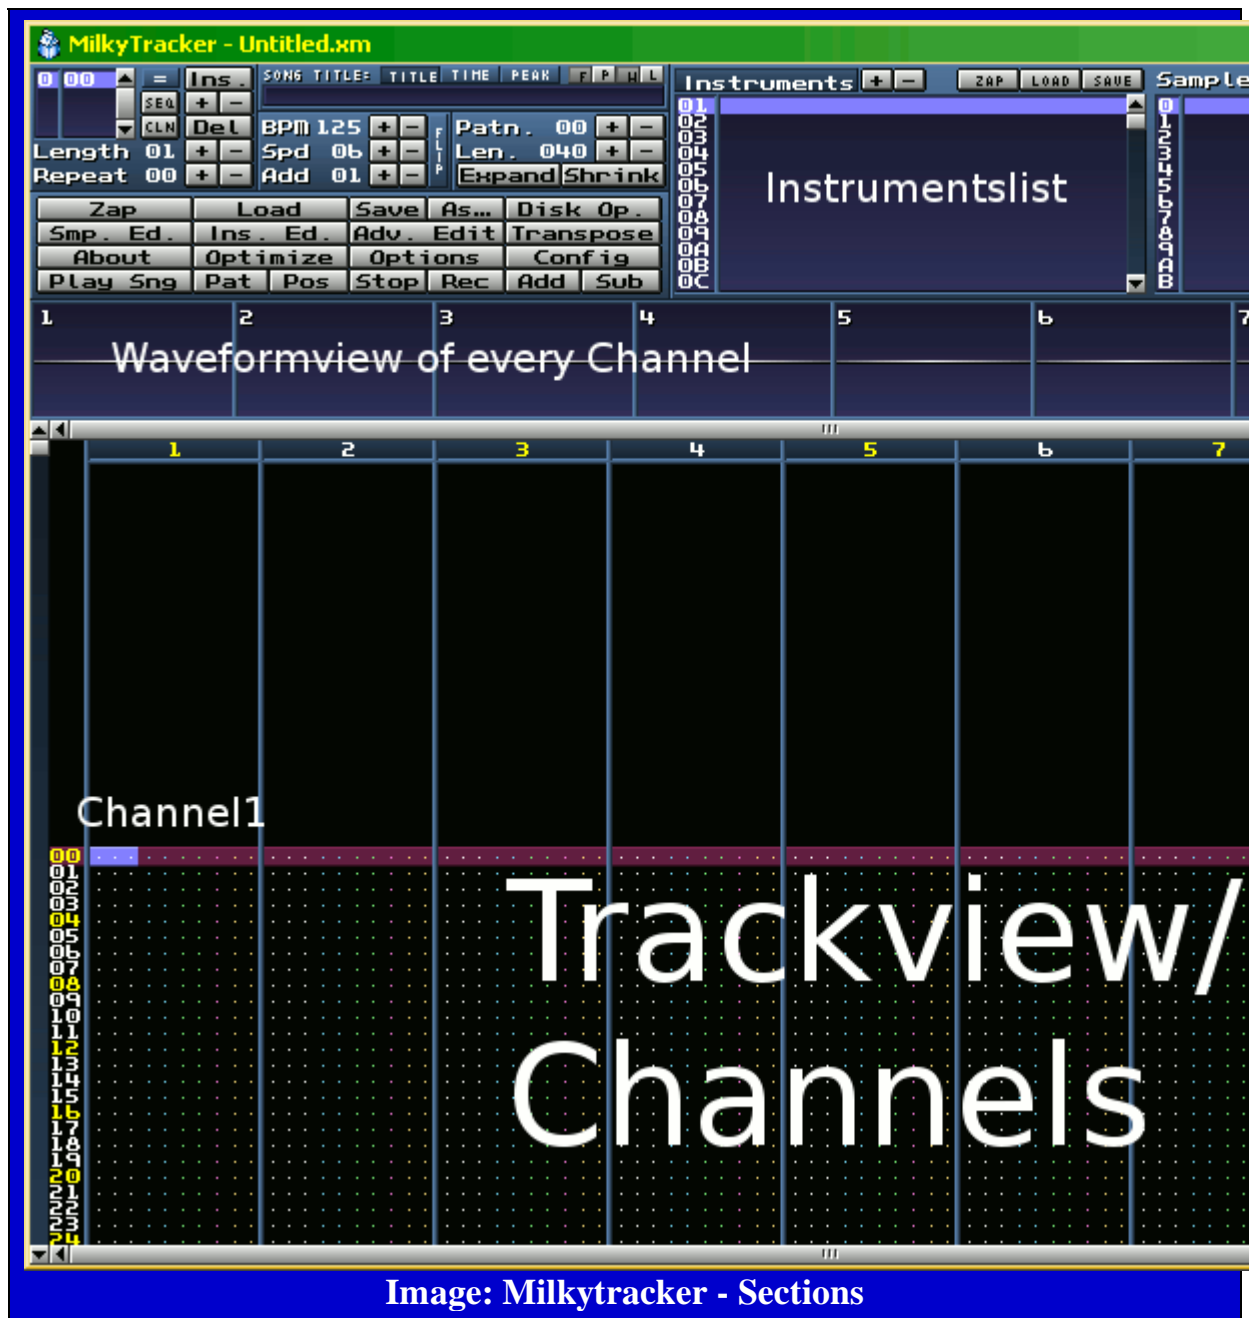 MilkyTracker - Untitled.xm
0 00 = Ins. SONG TITLE: TITLE TIME PEAK F P W L
SEQ + -
CLN Del BPM 125 + - FLIP Patn. 00 + -
Length 01 + - Spd 06 + - Len. 040 + -
Repeat 00 + - Add 01 + - Expand Shrink
Zap Load Save As... Disk Op.
Smp. Ed. Ins. Ed. Adv. Edit Transpose
About Optimize Options Config
Play Sng Pat Pos Stop Rec Add Sub
Instruments + - ZAP LOAD SAVE Sample
01 0
02 1
03 2
04 3
05 4
06 5
07 6
08 7
09 8
0A 9
0B A
0C B
Instrumentslist
1 2 3 4 5 6 7
Waveformview of every Channel
1 2 3 4 5 6 7
Channel1
00
01
02
03
04
05
06
07
08
09
10
11
12
13
14
15
16
17
18
19
20
21
22
23
24
Trackview/
Channels
Image: Milkytracker - Sections